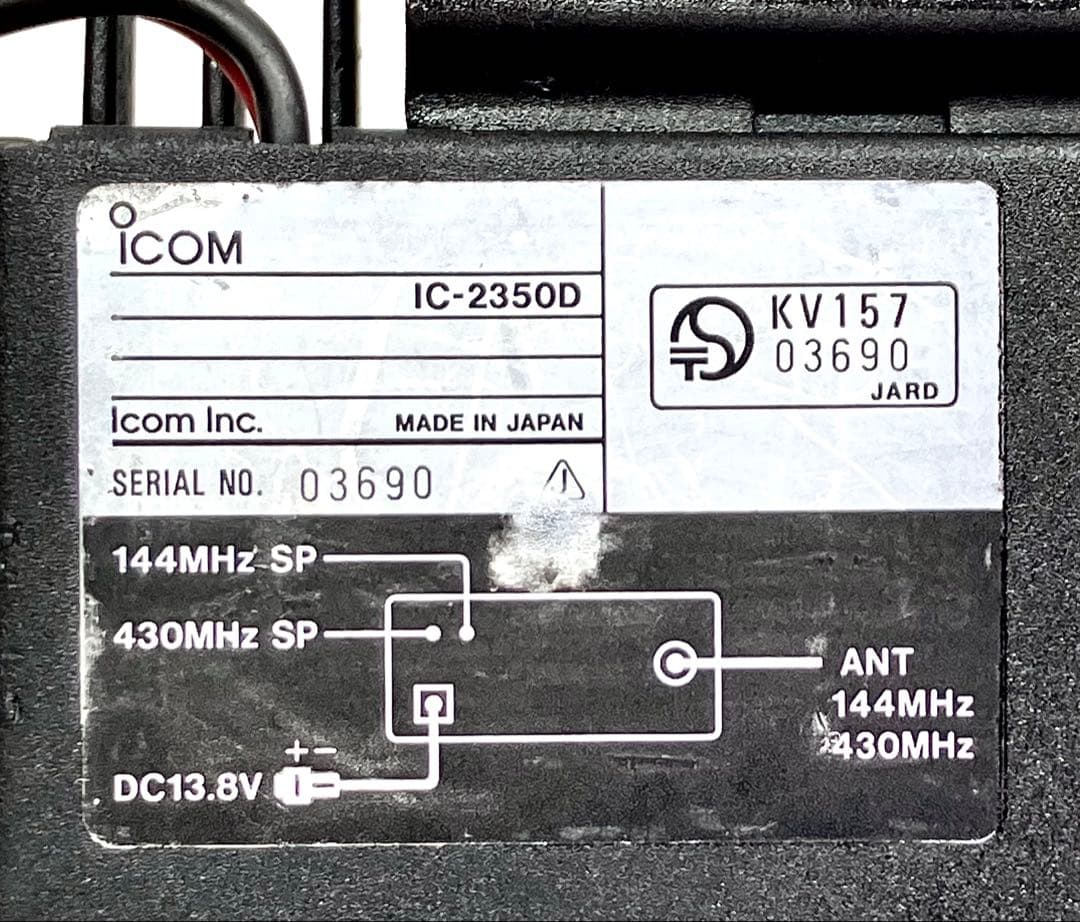 ICOM
IC-2350D
Icom Inc. MADE IN JAPAN
SERIAL NO. 03690
KV157
03690
JARD
144MHz SP
430MHz SP
DC13.8V
+ −
ANT
144MHz
430MHz